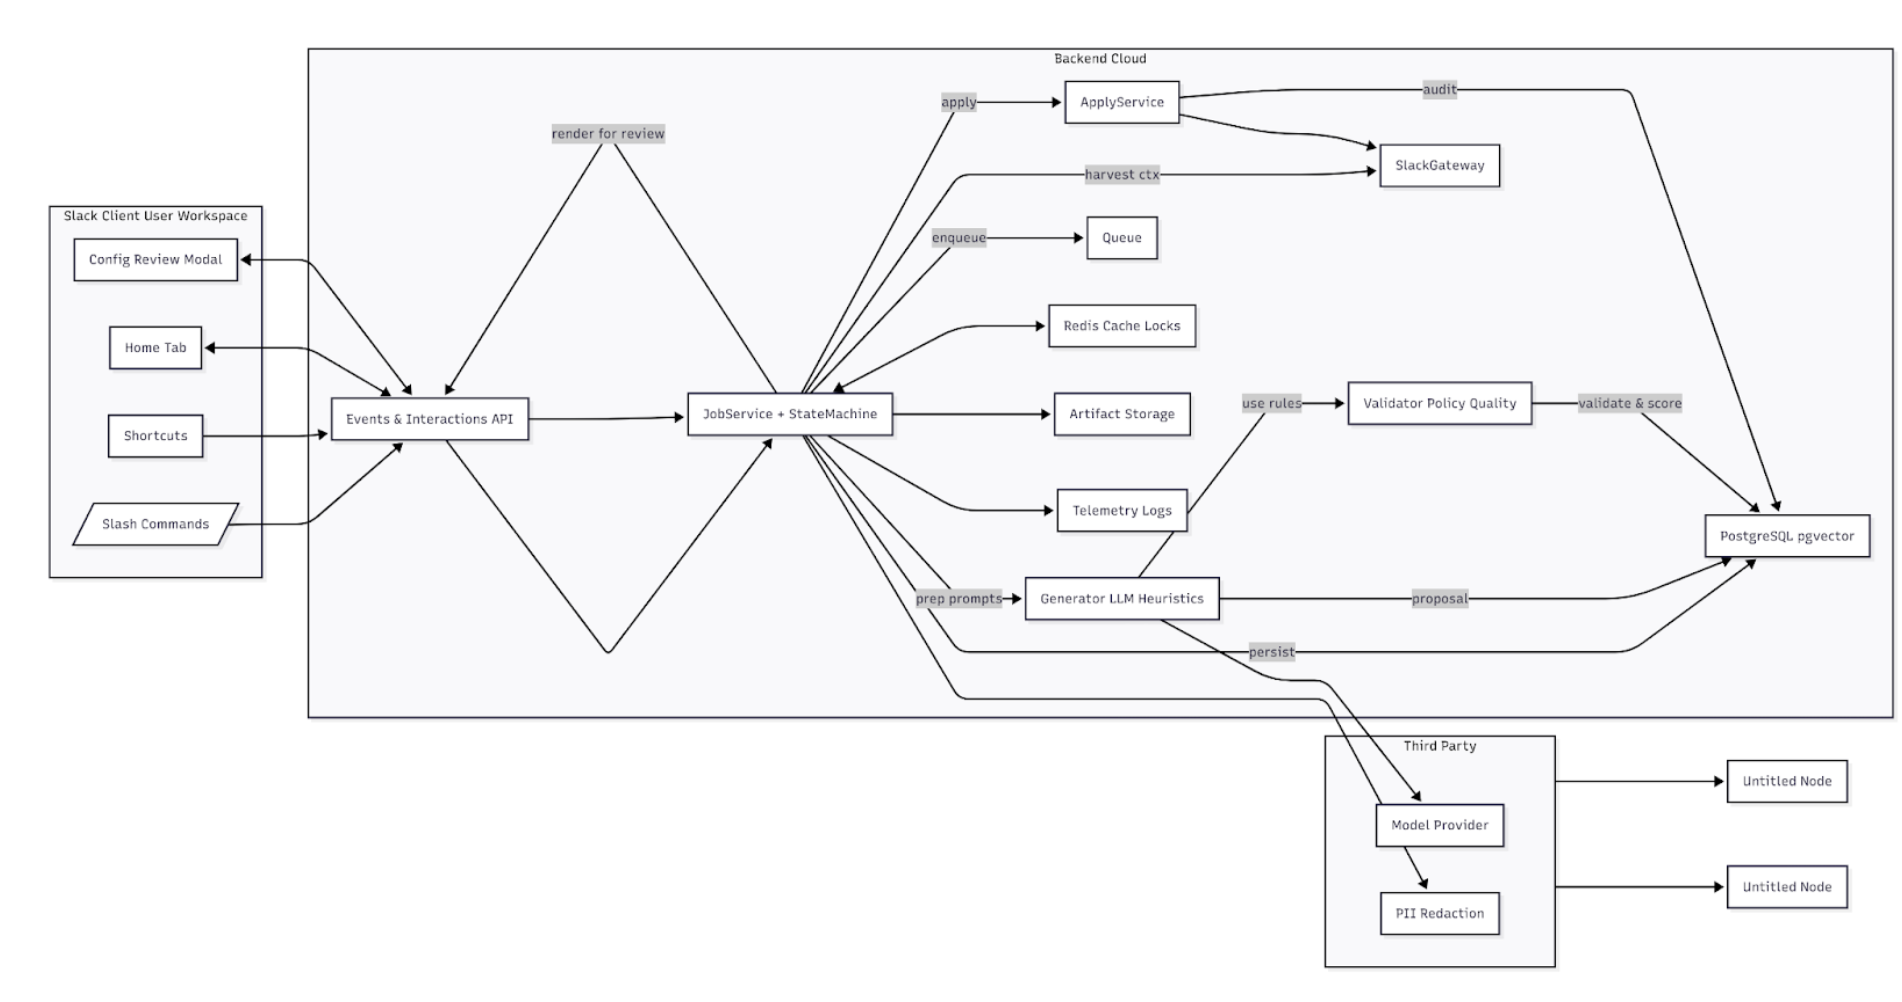 Backend Cloud
apply
ApplyService
audit
render for review
SlackGateway
harvest ctx
Slack Client User Workspace
enqueue
Queue
Config Review Modal
Redis Cache Locks
Home Tab
JobService + StateMachine
Artifact Storage
use rules
Validator Policy Quality
validate & score
Events & Interactions API
Shortcuts
Telemetry Logs
Slash Commands
PostgreSQL pgvector
prep prompts
Generator LLM Heuristics
proposal
persist
Third Party
Untitled Node
Model Provider
Untitled Node
PII Redaction